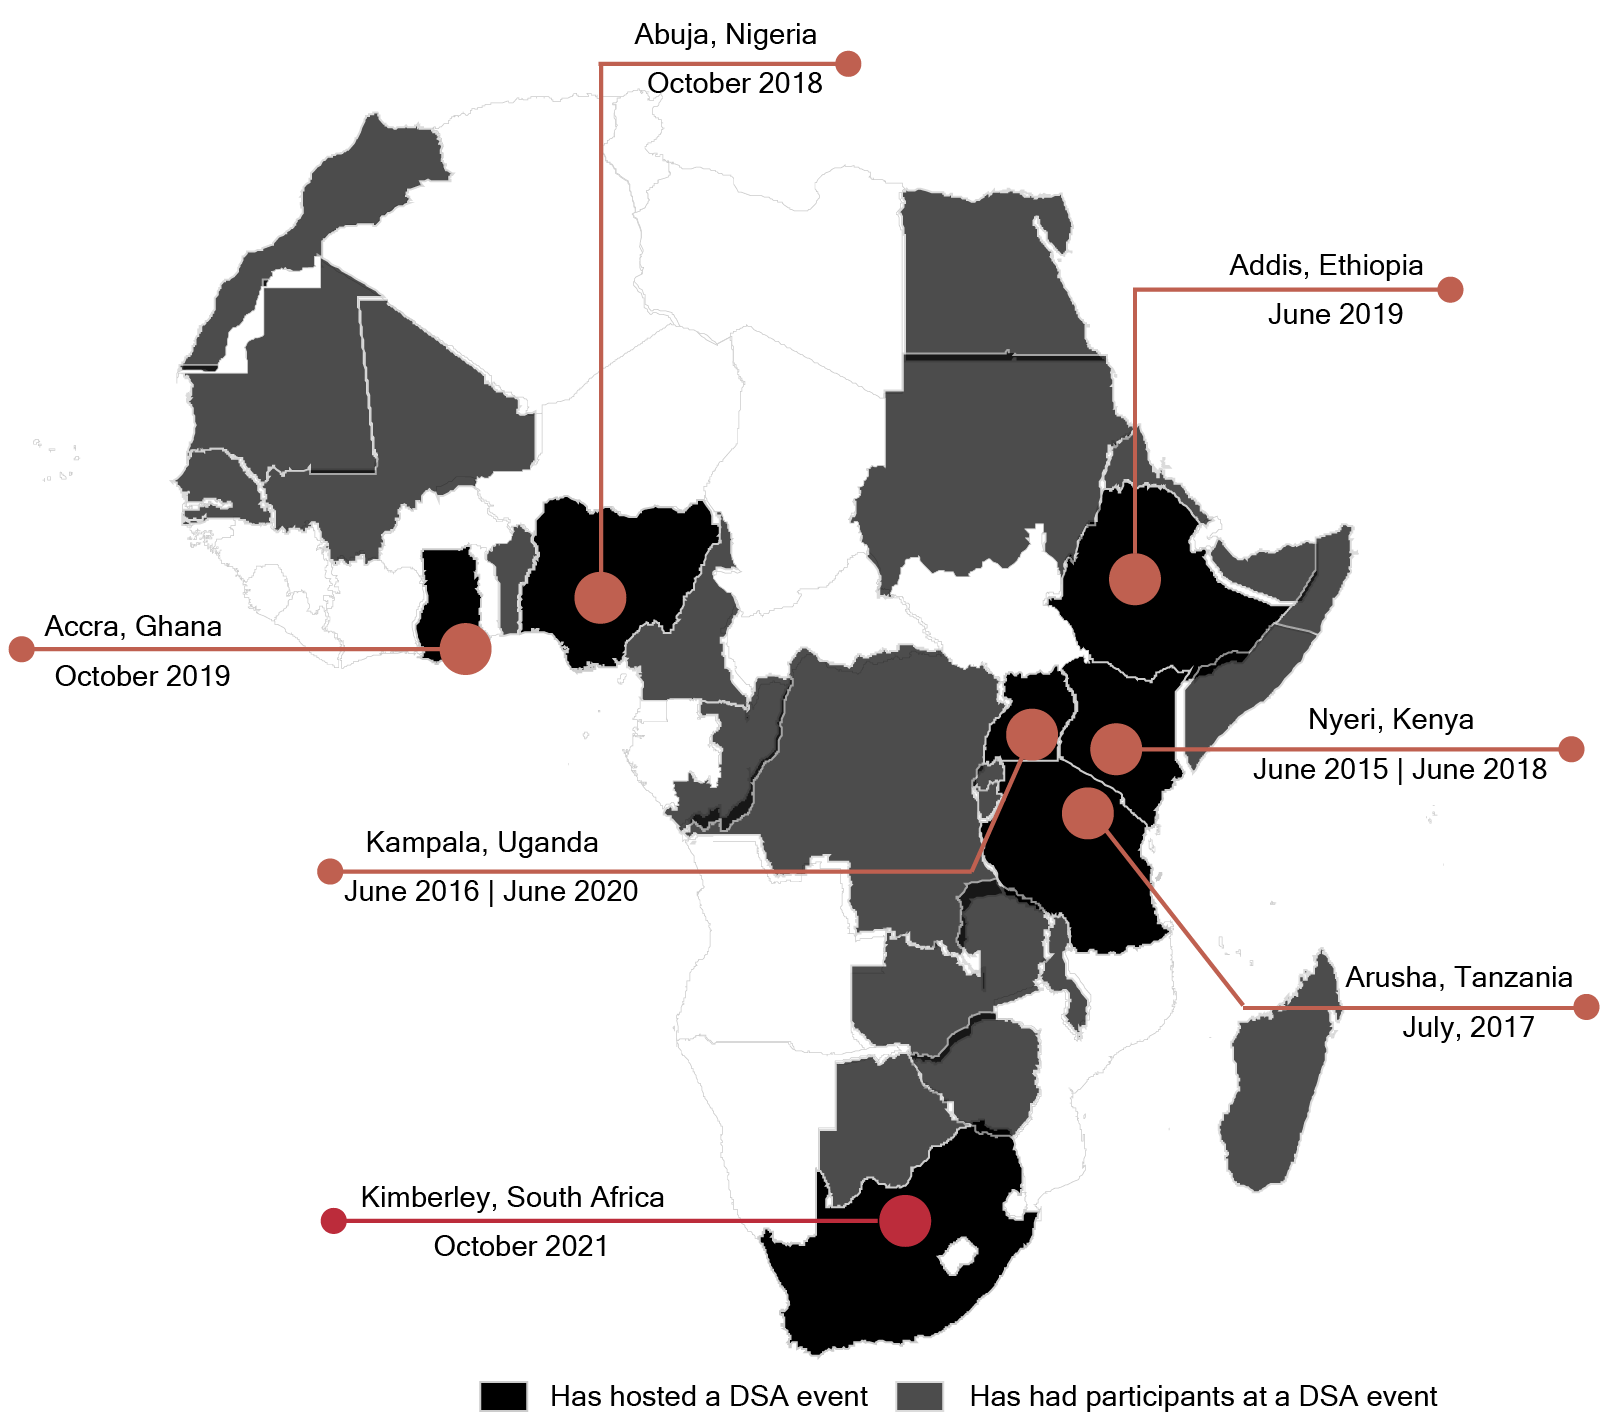 Abuja, Nigeria
October 2018
Addis, Ethiopia
June 2019
Accra, Ghana
October 2019
Nyeri, Kenya
June 2015 | June 2018
Kampala, Uganda
June 2016 | June 2020
Arusha, Tanzania
July, 2017
Kimberley, South Africa
October 2021
Has hosted a DSA event
Has had participants at a DSA event